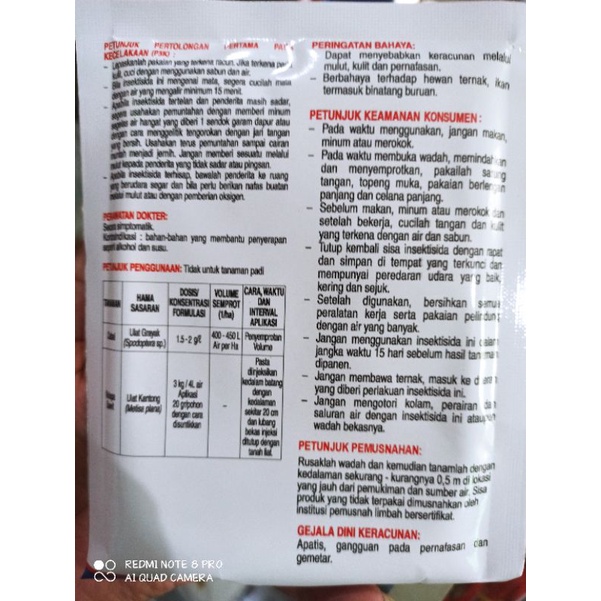 PETUNJUK PERTOLONGAN PERTAMA PADA
KECELAKAAN (P3K):
– Lepaskanlah pakaian yang terkena racun. Jika terkena pada
kulit, cuci dengan menggunakan sabun dan air.
– Bila insektisida ini mengenai mata, segera cucilah mata
dengan air yang mengalir minimum 15 menit.
– Apabila insektisida tertelan dan penderita masih sadar,
segera usahakan pemuntahan dengan memberi minum
segelas air hangat yang diberi 1 sendok garam dapur atau
dengan cara menggelitik tengorokan dengan jari tangan
yang bersih. Usahakan terus pemuntahan sampai cairan
muntah menjadi jernih. Jangan memberi sesuatu melalui
mulut kepada penderita yang tidak sadar atau pingsan.
– Apabila insektisida terhisap, bawalah penderita ke ruang
yang berudara segar dan bila perlu berikan nafas buatan
melalui mulut atau dengan pemberian oksigen.
PERAWATAN DOKTER:
Secara simptomatik.
Kontraindikasi : bahan-bahan yang membantu penyerapan
seperti alkohol dan susu.
PETUNJUK PENGGUNAAN: Tidak untuk tanaman padi
TANAMAN
HAMA
SASARAN
DOSIS/
KONSENTRASI
FORMULASI
VOLUME
SEMPROT
(1/ha)
CARA, WAKTU
DAN
INTERVAL
APLIKASI
Ulat Grayak
(Spodoptera sp.)
1.5 - 2 g/l
400 - 450 L
Air per Ha
Penyemprotan
Volume
Sawit
Ulat Kantong
(Metisa plana)
3 kg / 4L air
Aplikasi
20 gr/pohon
dengan cara
disuntikkan
–
Pasta
diinjeksikan
kedalam batang
dengan
kedalaman
sekitar 20 cm
dan lubang
bekas injeksi
ditutup dengan
tanah liat.
PERINGATAN BAHAYA:
– Dapat menyebabkan keracunan melalui
mulut, kulit dan pernafasan.
– Berbahaya terhadap hewan ternak, ikan
termasuk binatang buruan.
PETUNJUK KEAMANAN KONSUMEN :
– Pada waktu menggunakan, jangan makan,
minum atau merokok.
– Pada waktu membuka wadah, memindahkan
dan menyemprotkan, pakailah sarung
tangan, topeng muka, pakaian berlengan
panjang dan celana panjang.
– Sebelum makan, minum atau merokok dan
setelah bekerja, cucilah tangan dan kulit
yang terkena dengan air dan sabun.
– Tutup kembali sisa insektisida dengan rapat
dan simpan di tempat yang terkunci dan
mempunyai peredaran udara yang baik,
kering dan sejuk.
– Setelah digunakan, bersihkan semua
peralatan kerja serta pakaian pelindung
dengan air yang banyak.
– Jangan menggunakan insektisida ini dalam
jangka waktu 15 hari sebelum hasil tanaman
dipanen.
– Jangan membawa ternak, masuk ke daerah
yang diberi perlakuan insektisida ini.
– Jangan mengotori kolam, perairan dan
saluran air dengan insektisida ini ataupun
wadah bekasnya.
PETUNJUK PEMUSNAHAN:
Rusaklah wadah dan kemudian tanamlah dengan
kedalaman sekurang - kurangnya 0,5 m di lokasi
yang jauh dari pemukiman dan sumber air. Sisa
produk yang tidak terpakai dimusnahkan oleh
institusi pemusnah limbah bersertifikat.
GEJALA DINI KERACUNAN:
Apatis, gangguan pada pernafasan dan
gemetar.
REDMI NOTE 8 PRO
AI QUAD CAMERA